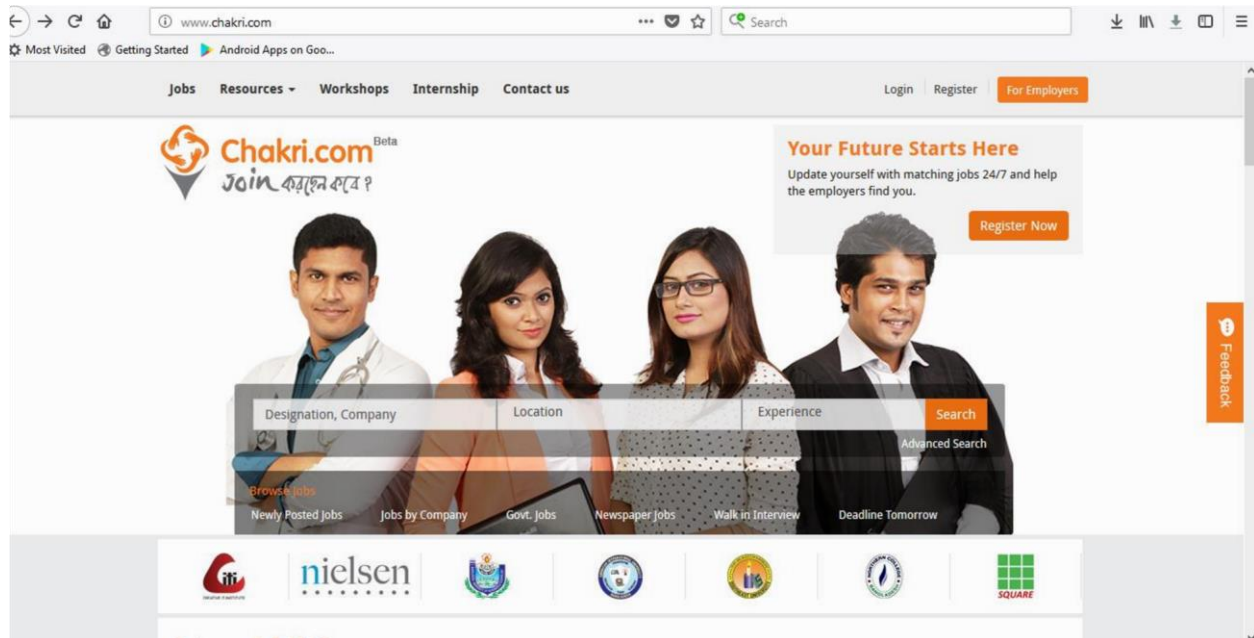 www.chakri.com
Search
Most Visited Getting Started Android Apps on Goo...
Jobs Resources Workshops Internship Contact us Login Register For Employers
Chakri.com Beta
Join করছেন কবে ?
Your Future Starts Here
Update yourself with matching jobs 24/7 and help
the employers find you.
Register Now
Feedback
Designation, Company Location Experience Search
Advanced Search
Browse Jobs
Newly Posted Jobs Jobs by Company Govt. Jobs Newspaper Jobs Walk in Interview Deadline Tomorrow
nielsen
SQUARE